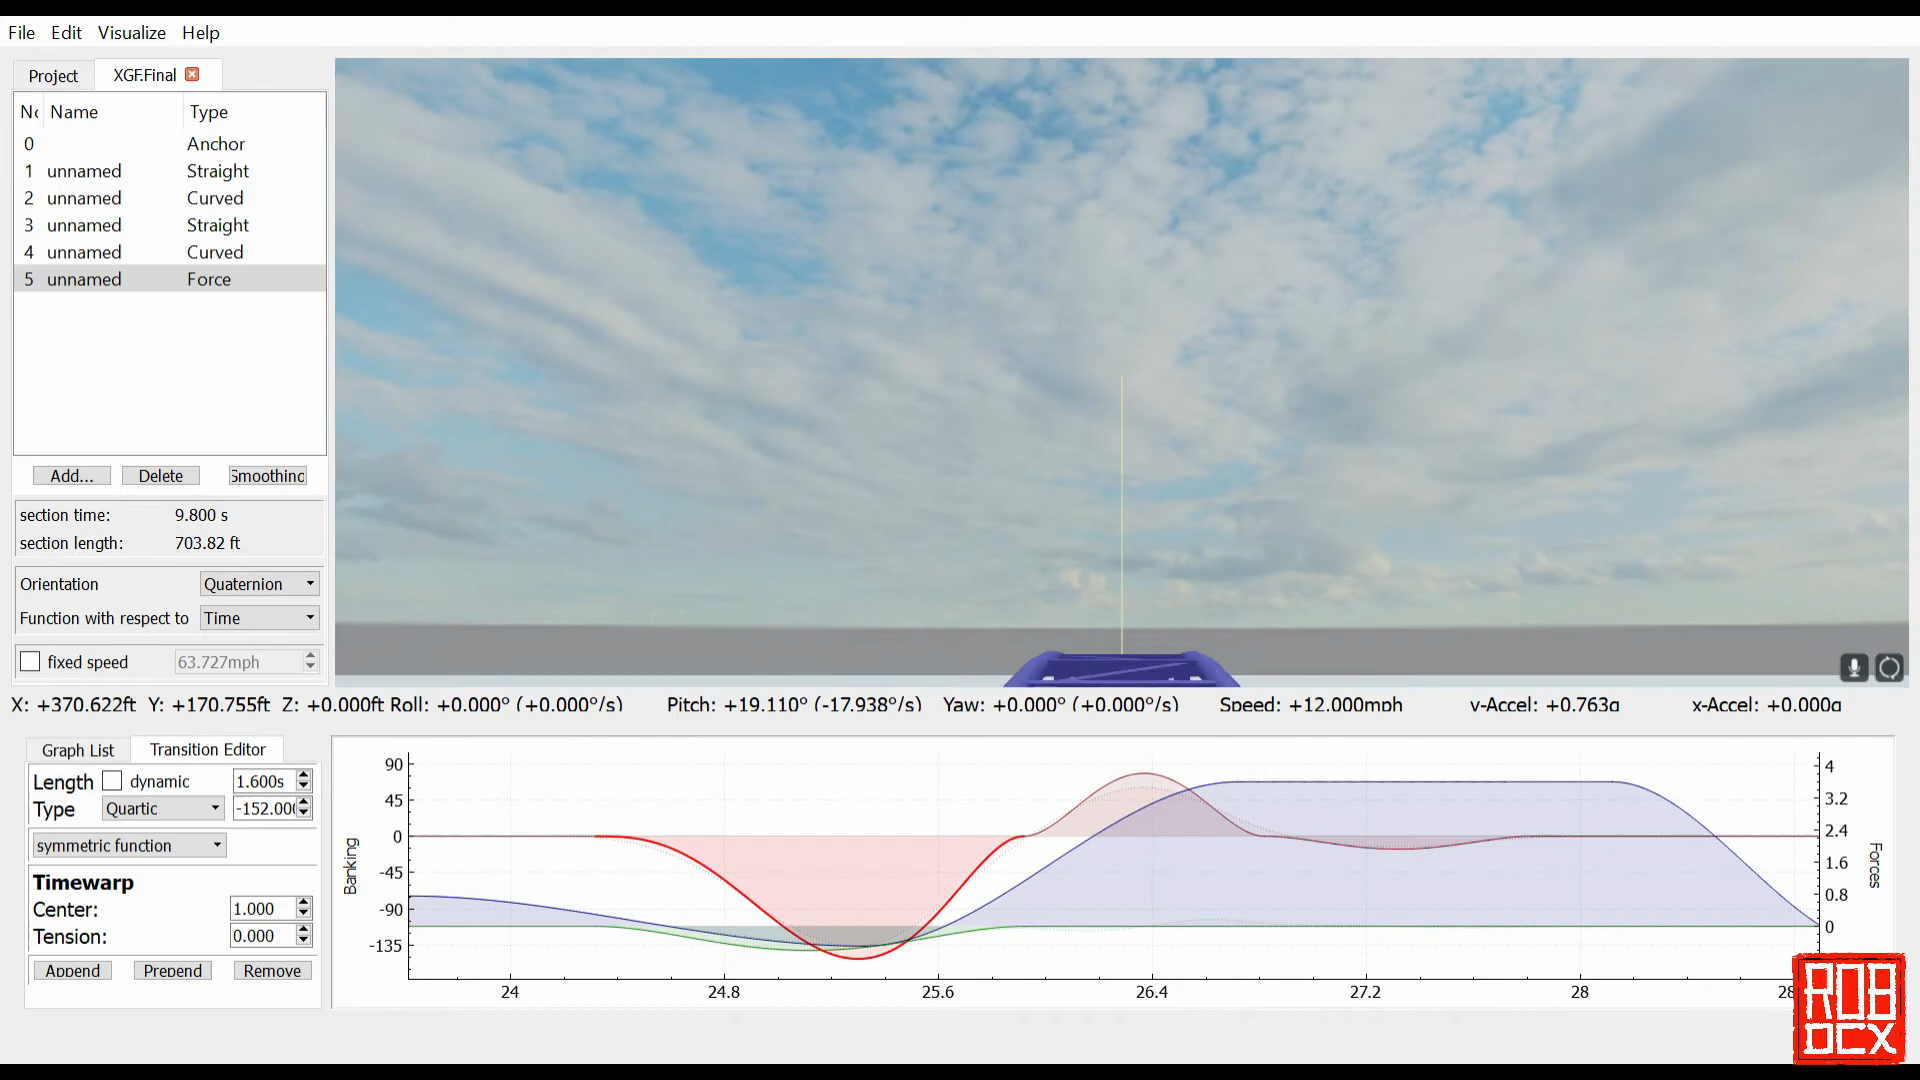 File Edit Visualize Help
Project XGF.Final
Name Type
0 Anchor
1 unnamed Straight
2 unnamed Curved
3 unnamed Straight
4 unnamed Curved
5 unnamed Force
Add... Delete Smoothing
section time: 9.800 s
section length: 703.82 ft
Orientation Quaternion
Function with respect to Time
fixed speed 63.727mph
X: +370.622ft Y: +170.755ft Z: +0.000ft Roll: +0.000° (+0.000°/s) Pitch: +19.110° (-17.938°/s) Yaw: +0.000° (+0.000°/s) Speed: +12.000mph y-Accel: +0.763g x-Accel: +0.000g
Graph List Transition Editor
Length dynamic 1.600s
Type Quartic -152.000
symmetric function
Timewarp
Center: 1.000
Tension: 0.000
Append Prepend Remove
Banking
90
45
0
-45
-90
-135
4
3.2
2.4
1.6
0.8
0
Forces
24 24.8 25.6 26.4 27.2 28
ROB
DCX